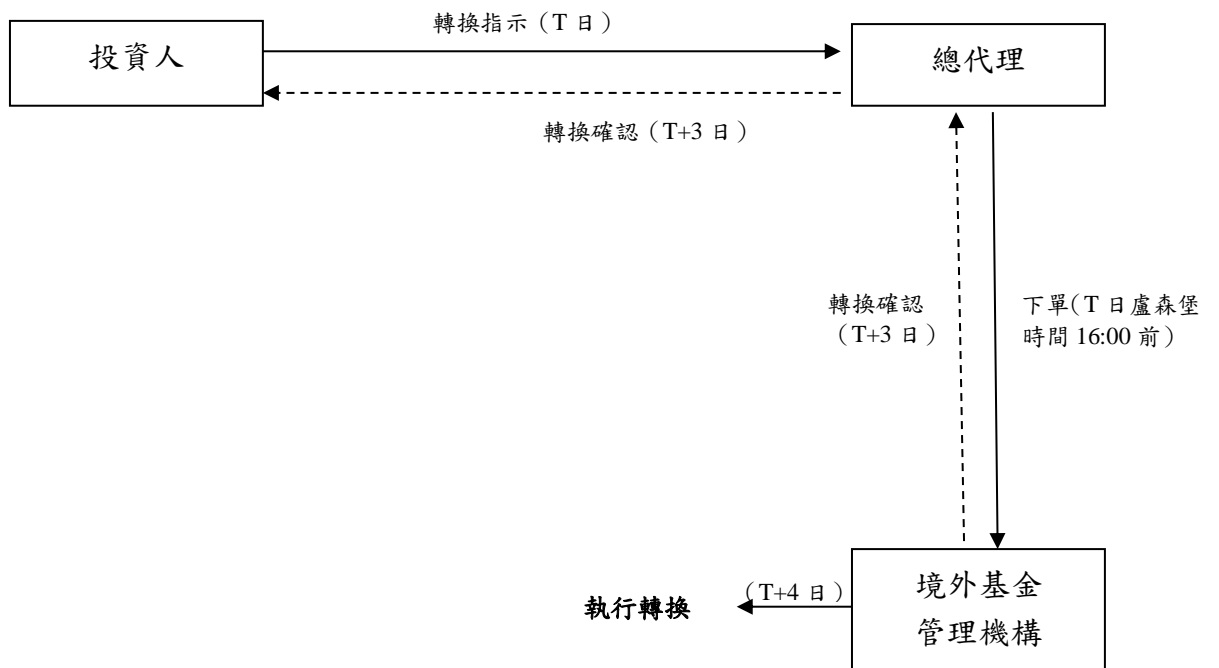 轉換指示（T 日）
投資人
總代理
轉換確認（T+3 日）
轉換確認
（T+3 日）
下單（T 日盧森堡
時間 16:00 前）
執行轉換
（T+4 日）
境外基金
管理機構